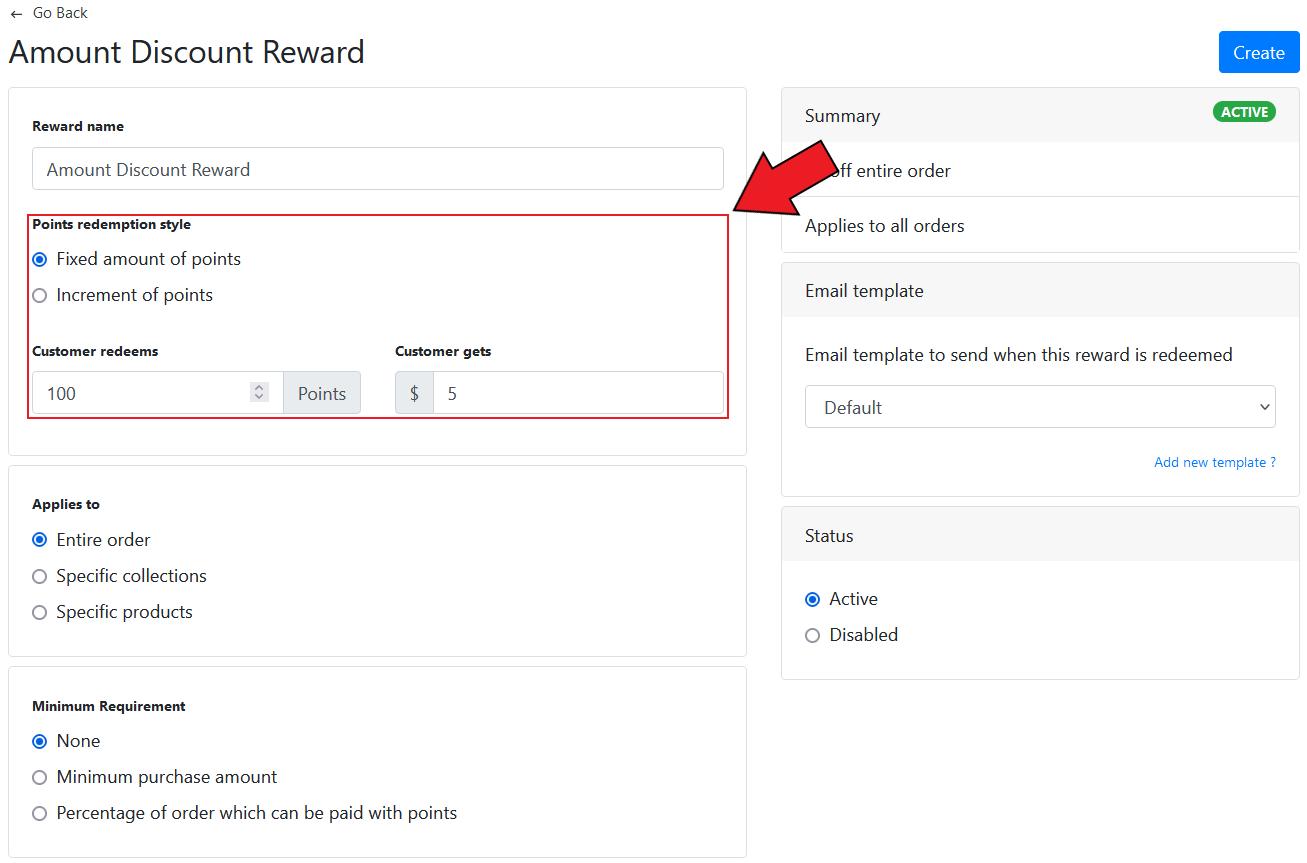 ← Go Back
Amount Discount Reward
Create
Reward name
Amount Discount Reward
Points redemption style
Fixed amount of points
Increment of points
Customer redeems
Customer gets
100 Points
$ 5
Applies to
Entire order
Specific collections
Specific products
Minimum Requirement
None
Minimum purchase amount
Percentage of order which can be paid with points
Summary
ACTIVE
off entire order
Applies to all orders
Email template
Email template to send when this reward is redeemed
Default
Add new template ?
Status
Active
Disabled